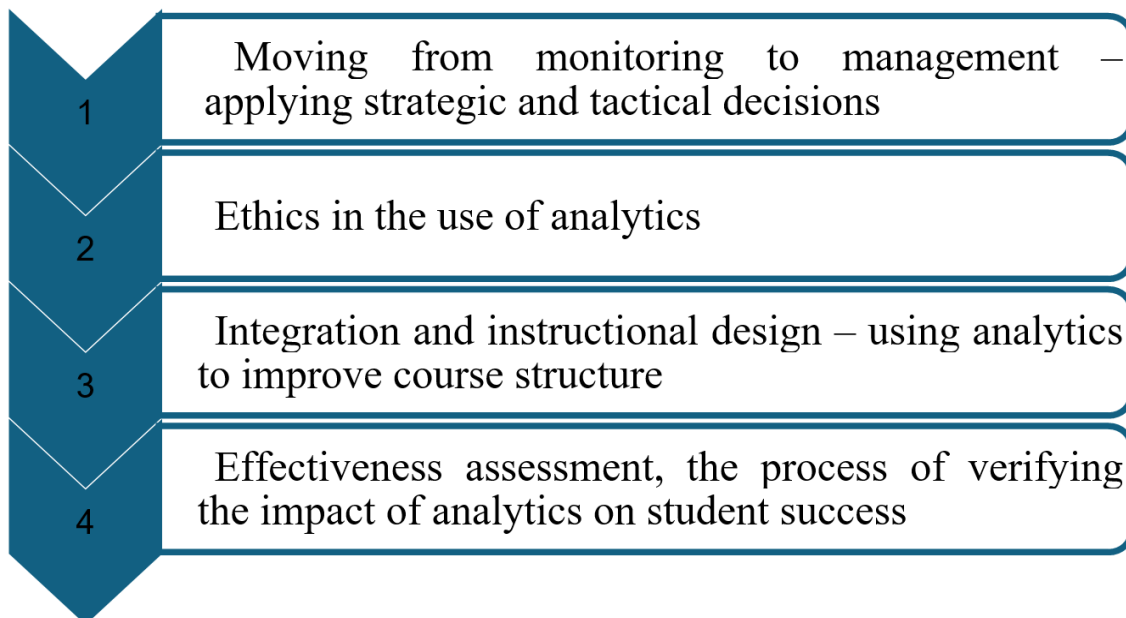 1
Moving from monitoring to management –
applying strategic and tactical decisions
2
Ethics in the use of analytics
3
Integration and instructional design – using analytics
to improve course structure
4
Effectiveness assessment, the process of verifying
the impact of analytics on student success